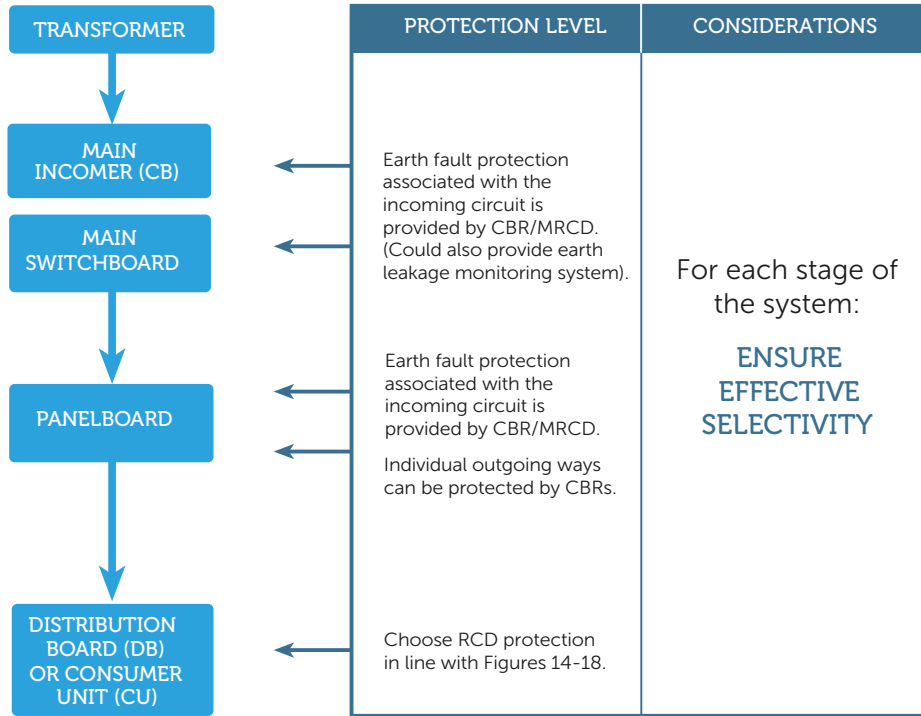 TRANSFORMER
MAIN
INCOMER (CB)
MAIN
SWITCHBOARD
PANELBOARD
DISTRIBUTION
BOARD (DB)
OR CONSUMER
UNIT (CU)
PROTECTION LEVEL
Earth fault protection
associated with the
incoming circuit is
provided by CBR/MRCD.
(Could also provide earth
leakage monitoring system).
Earth fault protection
associated with the
incoming circuit is
provided by CBR/MRCD.
Individual outgoing ways
can be protected by CBRs.
Choose RCD protection
in line with Figures 14-18.
CONSIDERATIONS
For each stage of
the system:
ENSURE
EFFECTIVE
SELECTIVITY